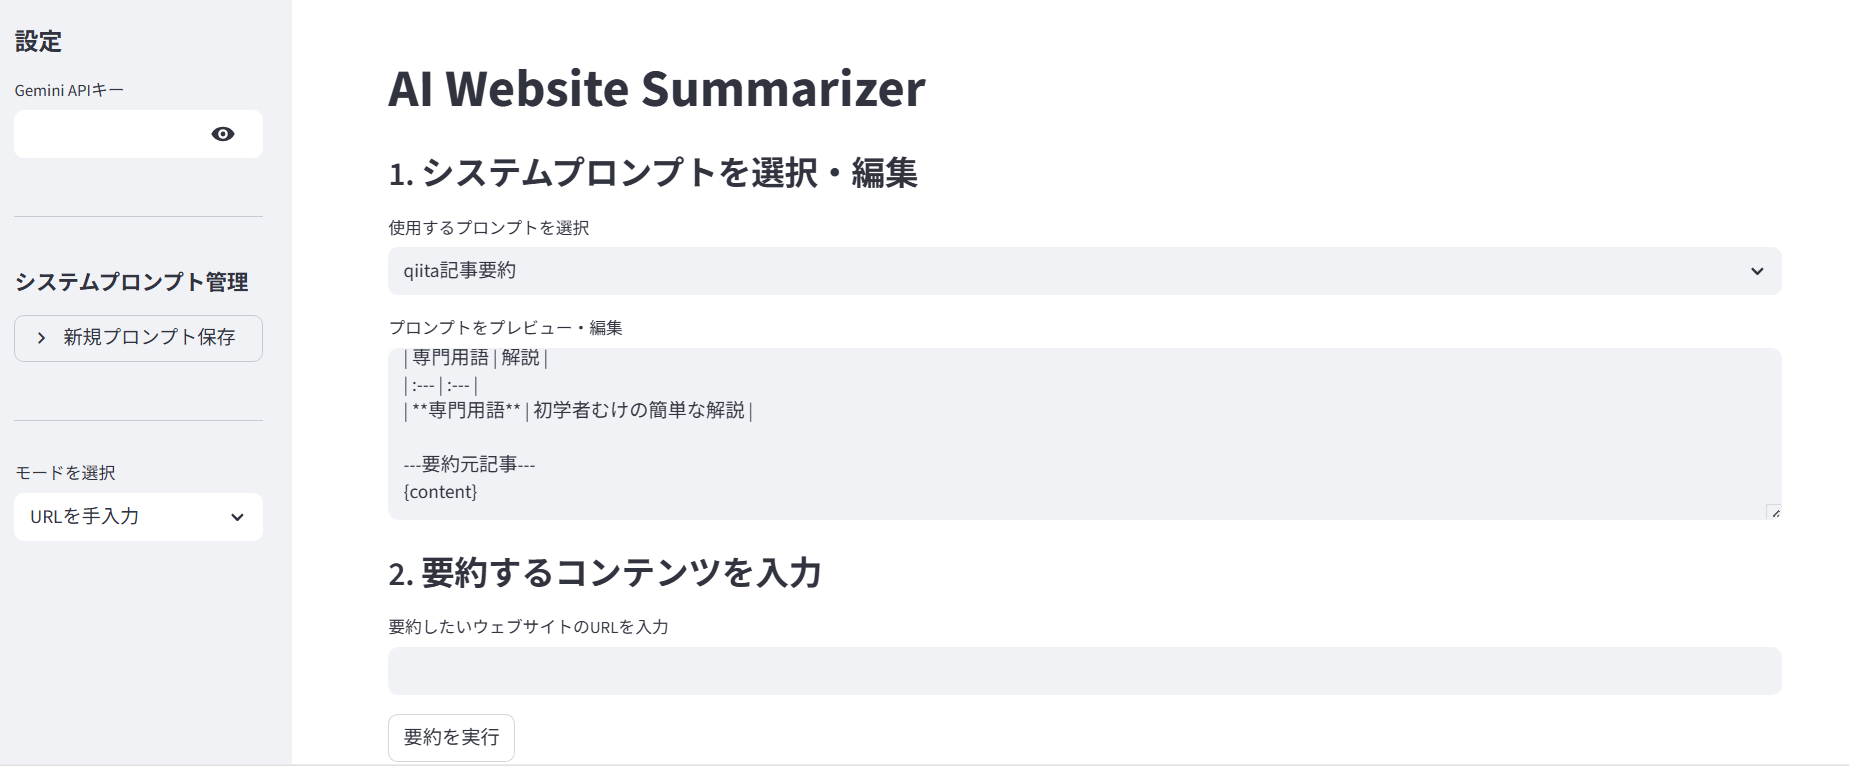 設定
Gemini APIキー
システムプロンプト管理
新規プロンプト保存
モードを選択
URLを手入力
AI Website Summarizer
1. システムプロンプトを選択・編集
使用するプロンプトを選択
qiita記事要約
プロンプトをプレビュー・編集
| 専門用語 | 解説 |
| :--- | :--- |
| **専門用語** | 初学者むけの簡単な解説 |
---要約元記事---
{content}
2. 要約するコンテンツを入力
要約したいウェブサイトのURLを入力
要約を実行